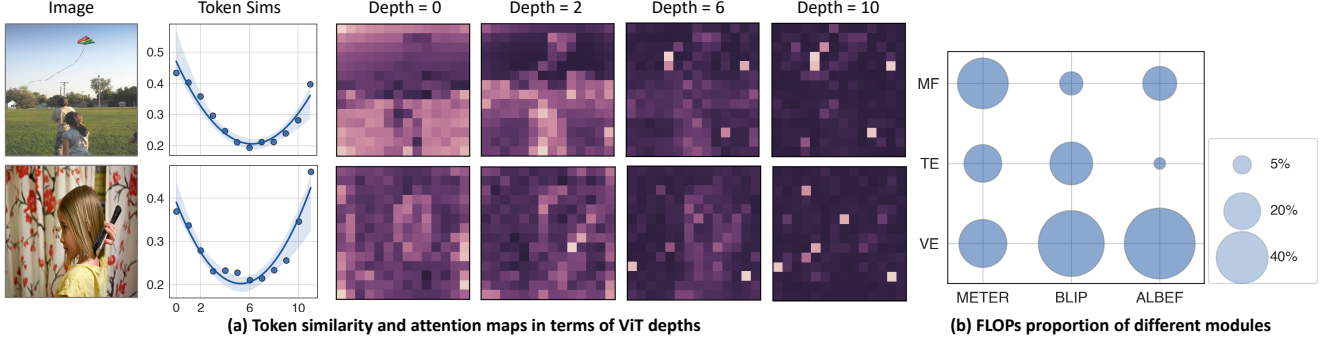 Image Token Sims Depth = 0 Depth = 2 Depth = 6 Depth = 10
0.5
0.4
0.3
0.2
0.4
0.3
0.2
0 2 6 10
(a) Token similarity and attention maps in terms of ViT depths
MF
TE
VE
METER BLIP ALBEF
5%
20%
40%
(b) FLOPs proportion of different modules